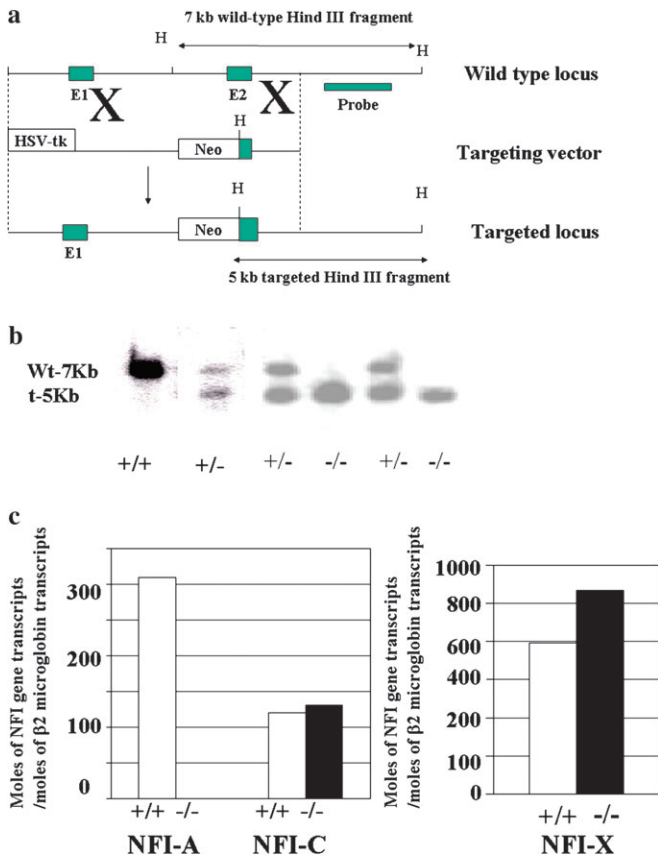 a
7 kb wild-type Hind III fragment
H
H
Wild type locus
E1
X
E2
X
Probe
HSV-tk
H
Neo
Targeting vector
H
H
Neo
Targeted locus
E1
5 kb targeted Hind III fragment
b
Wt-7Kb
t-5Kb
+/+ +/- +/- -/- +/- -/-
c
Moles of NFI gene transcripts
/moles of β2 microglobin transcripts
300
200
100
0
+/+ -/- +/+ -/-
NFI-A NFI-C
Moles of NFI gene transcripts
/moles of β2 microglobin transcripts
1000
800
600
400
200
0
+/+ -/-
NFI-X